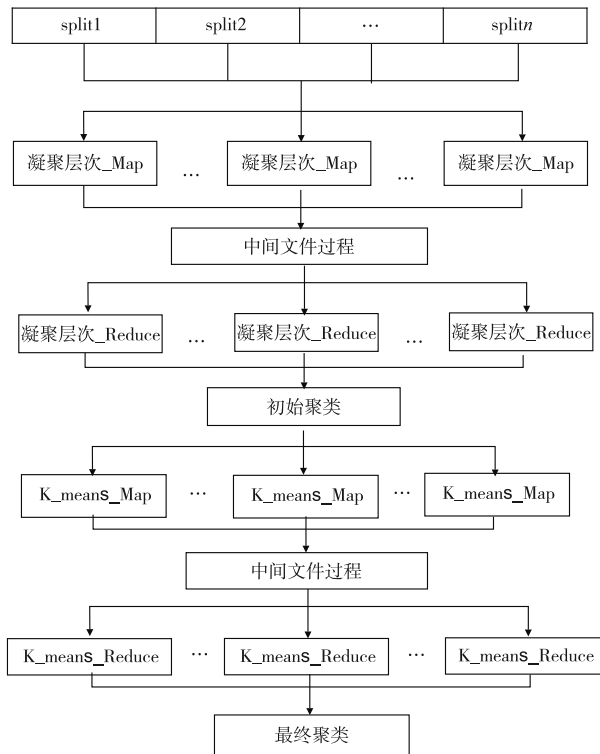 split1 split2 … splitn
凝聚层次_Map … 凝聚层次_Map … 凝聚层次_Map
中间文件过程
凝聚层次_Reduce … 凝聚层次_Reduce … 凝聚层次_Reduce
初始聚类
K_means_Map … K_means_Map … K_means_Map
中间文件过程
K_means_Reduce … K_means_Reduce … K_means_Reduce
最终聚类